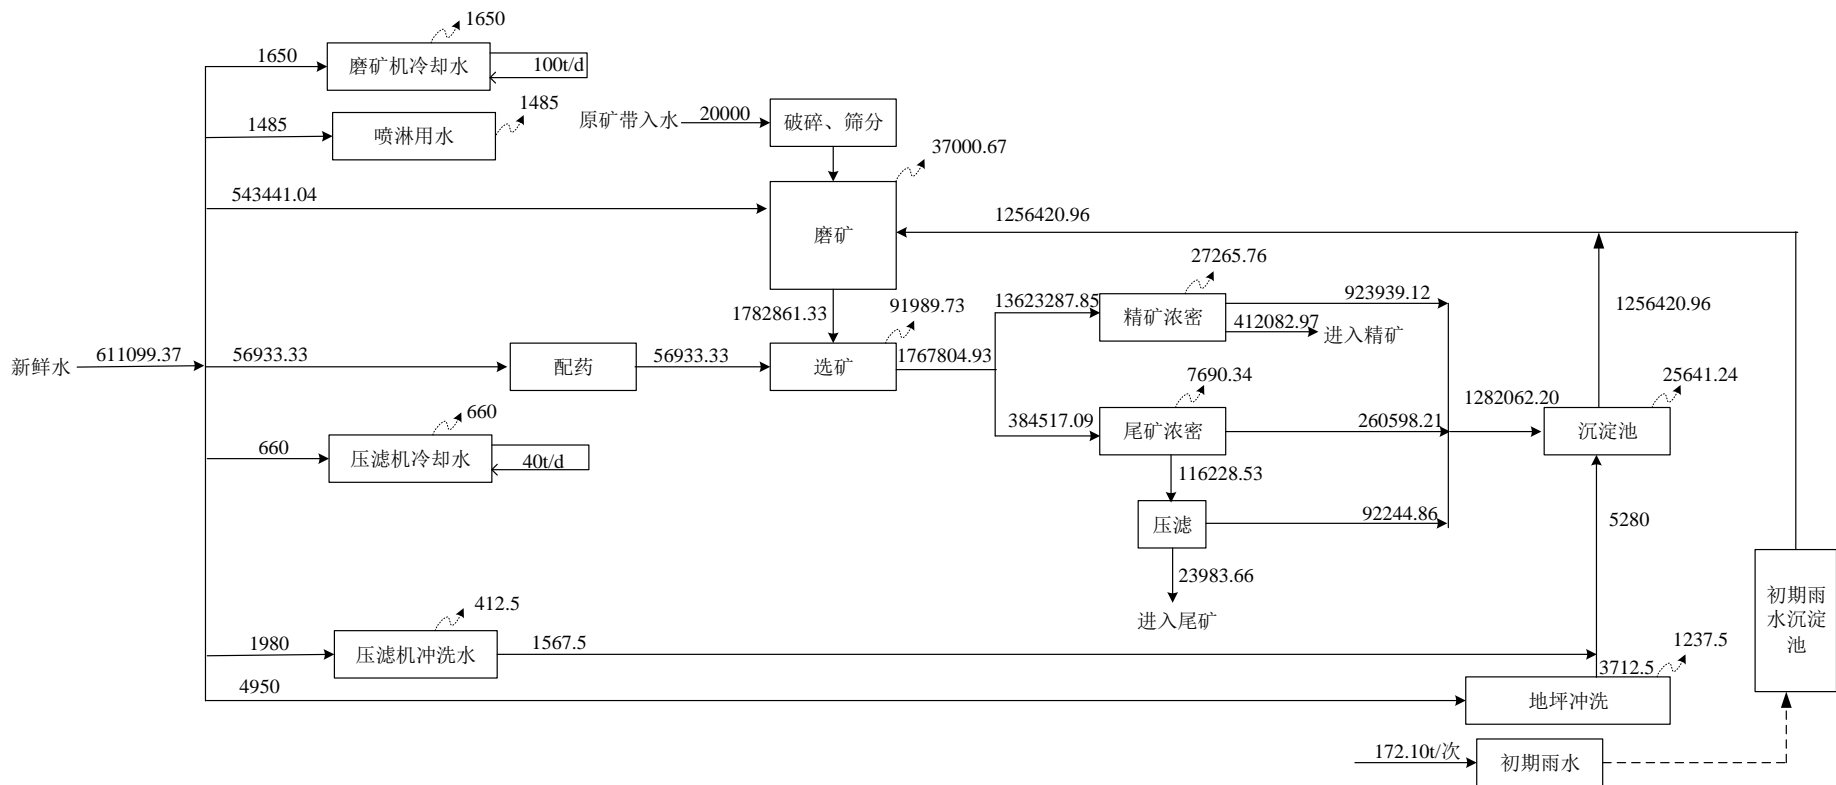 1650
1650
磨矿机冷却水
100t/d
1485
1485
喷淋用水
原矿带入水
20000
破碎、筛分
37000.67
543441.04
磨矿
1256420.96
1782861.33
91989.73
13623287.85
27265.76
精矿浓密
923939.12
412082.97
进入精矿
1256420.96
新鲜水
611099.37
56933.33
配药
56933.33
选矿
1767804.93
7690.34
384517.09
尾矿浓密
260598.21
1282062.20
25641.24
沉淀池
660
660
压滤机冷却水
40t/d
116228.53
压滤
92244.86
5280
23983.66
进入尾矿
初期雨
水沉淀
池
412.5
1980
压滤机冲洗水
1567.5
1237.5
3712.5
4950
地坪冲洗
172.10t/次
初期雨水